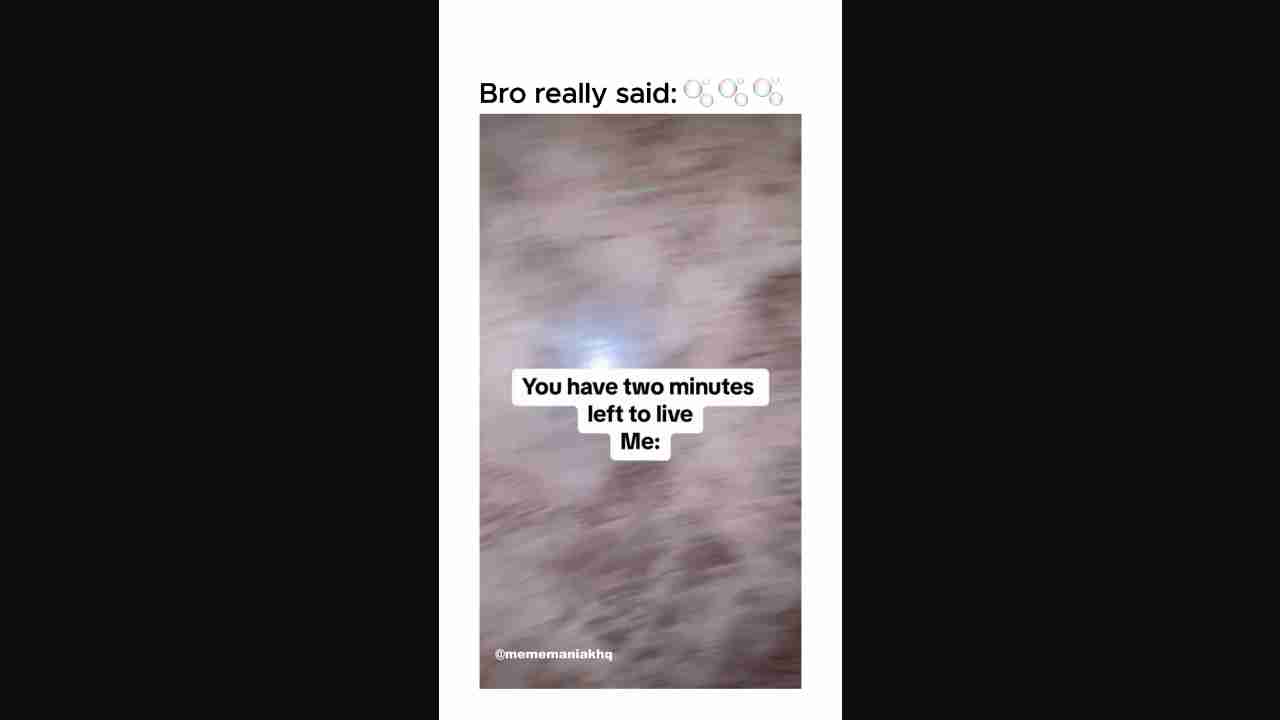 Bro really said: 🫧🫧🫧
You have two minutes
left to live
Me:
@mememaniakhq